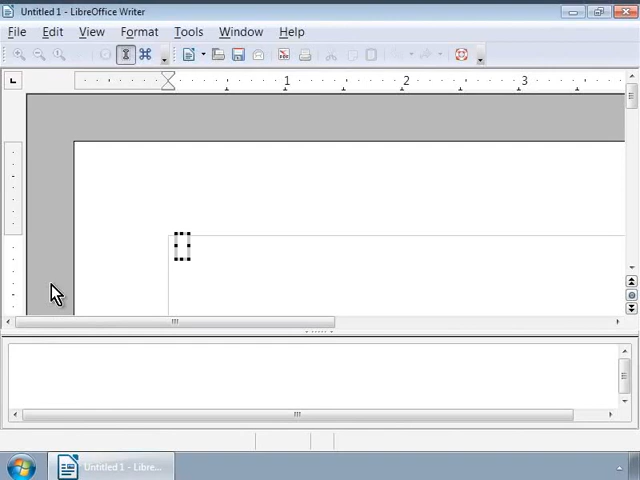 Untitled 1 - LibreOffice Writer
File Edit View Format Tools Window Help
1 2 3
Untitled 1 - Libre...